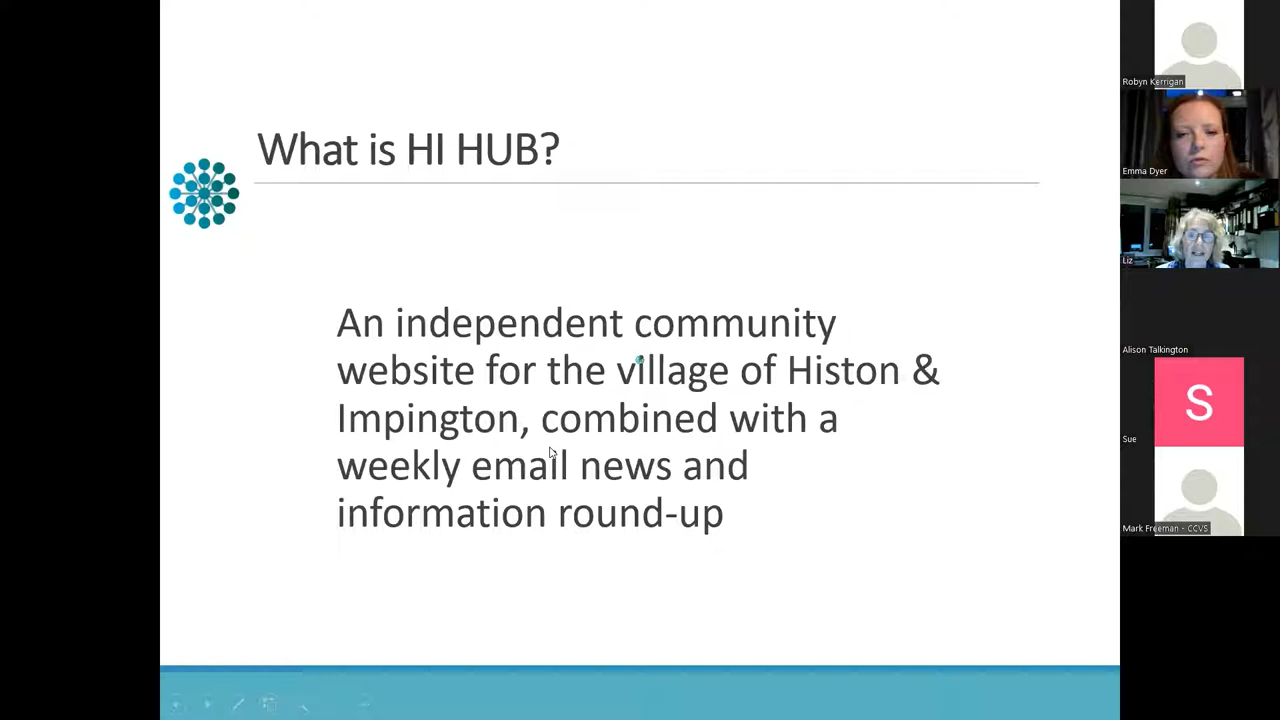 What is HI HUB?
An independent community
website for the village of Histon &
Impington, combined with a
weekly email news and
information round-up
Robyn Kerrigan
Emma Dyer
Liz
Alison Talkington
S
Sue
Mark Freeman - CCVS